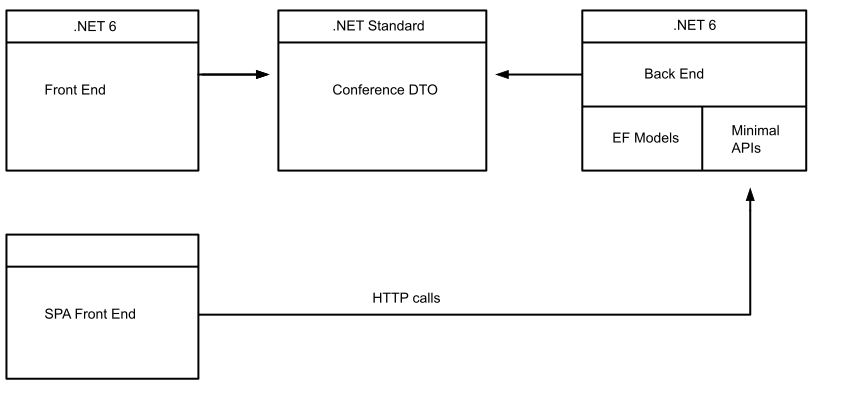 .NET 6
.NET Standard
.NET 6
Front End
Conference DTO
Back End
EF Models
Minimal
APIs
HTTP calls
SPA Front End